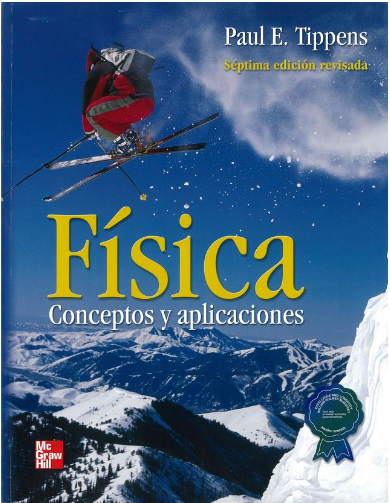 Paul E. Tippens
Séptima edición revisada
Física
Conceptos y aplicaciones
Mc
Graw
Hill